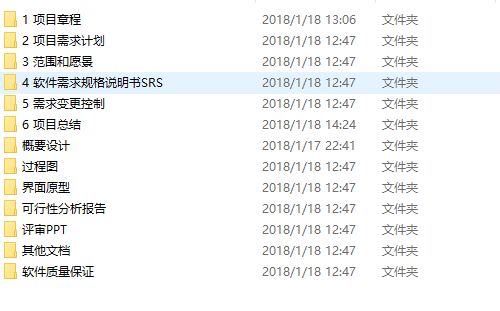 1 项目章程 2018/1/18 13:06 文件夹
2 项目需求计划 2018/1/18 12:47 文件夹
3 范围和愿景 2018/1/18 12:47 文件夹
4 软件需求规格说明书SRS 2018/1/18 12:47 文件夹
5 需求变更控制 2018/1/18 12:47 文件夹
6 项目总结 2018/1/18 14:24 文件夹
概要设计 2018/1/17 22:41 文件夹
过程图 2018/1/18 12:47 文件夹
界面原型 2018/1/18 12:47 文件夹
可行性分析报告 2018/1/18 12:47 文件夹
评审PPT 2018/1/18 12:47 文件夹
其他文档 2018/1/18 12:47 文件夹
软件质量保证 2018/1/18 12:47 文件夹